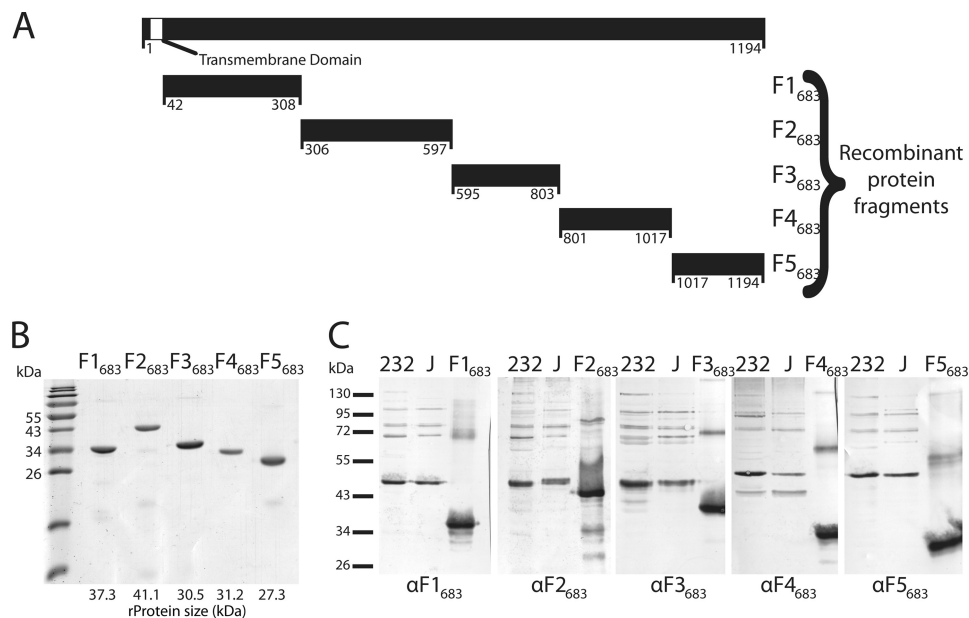 A
1 1194
Transmembrane Domain
42 308 F1683
306 597 F2683
595 803 F3683
801 1017 F4683
1017 1194 F5683
Recombinant
protein
fragments
B
kDa F1683 F2683 F3683 F4683 F5683
55
43
34
26
37.3 41.1 30.5 31.2 27.3
rProtein size (kDa)
C
kDa 232 J F1683 232 J F2683 232 J F3683 232 J F4683 232 J F5683
130
95
72
55
43
34
26
αF1683 αF2683 αF3683 αF4683 αF5683